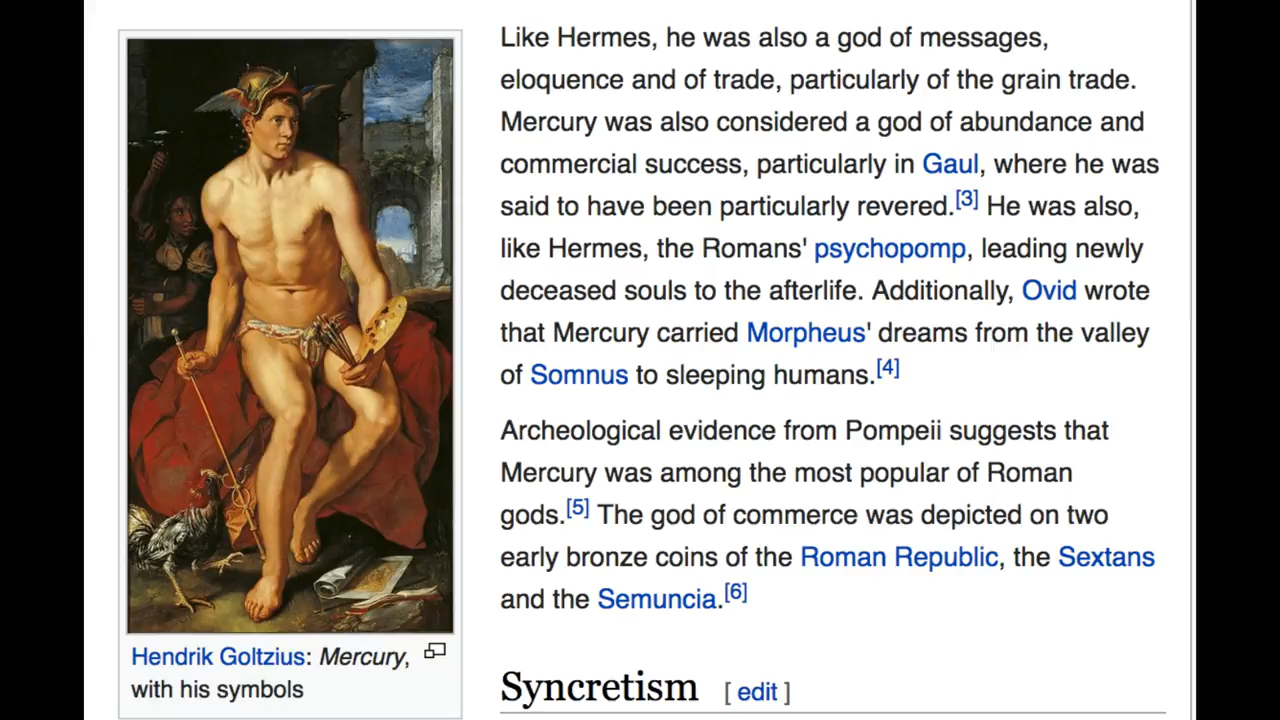 Like Hermes, he was also a god of messages,
eloquence and of trade, particularly of the grain trade.
Mercury was also considered a god of abundance and
commercial success, particularly in Gaul, where he was
said to have been particularly revered.[3] He was also,
like Hermes, the Romans' psychopomp, leading newly
deceased souls to the afterlife. Additionally, Ovid wrote
that Mercury carried Morpheus' dreams from the valley
of Somnus to sleeping humans.[4]
Archeological evidence from Pompeii suggests that
Mercury was among the most popular of Roman
gods.[5] The god of commerce was depicted on two
early bronze coins of the Roman Republic, the Sextans
and the Semuncia.[6]
Hendrik Goltzius: Mercury,
with his symbols
Syncretism [ edit ]